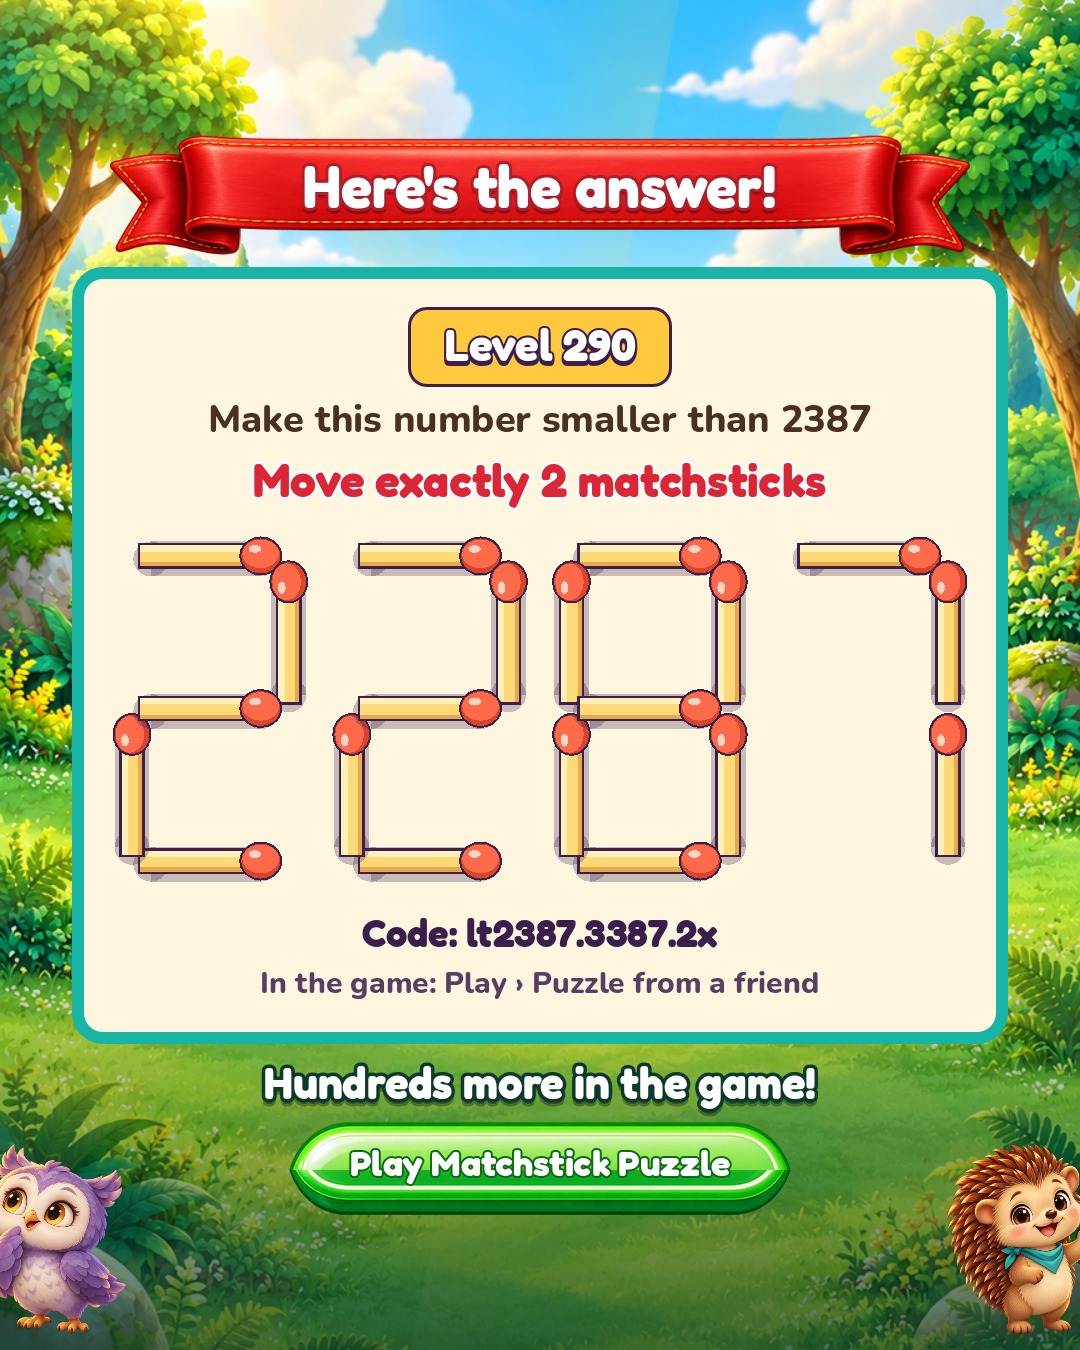 Here's the answer!
Level 290
Make this number smaller than 2387
Move exactly 2 matchsticks
2287
Code: lt2387.3387.2x
In the game: Play › Puzzle from a friend
Hundreds more in the game!
Play Matchstick Puzzle